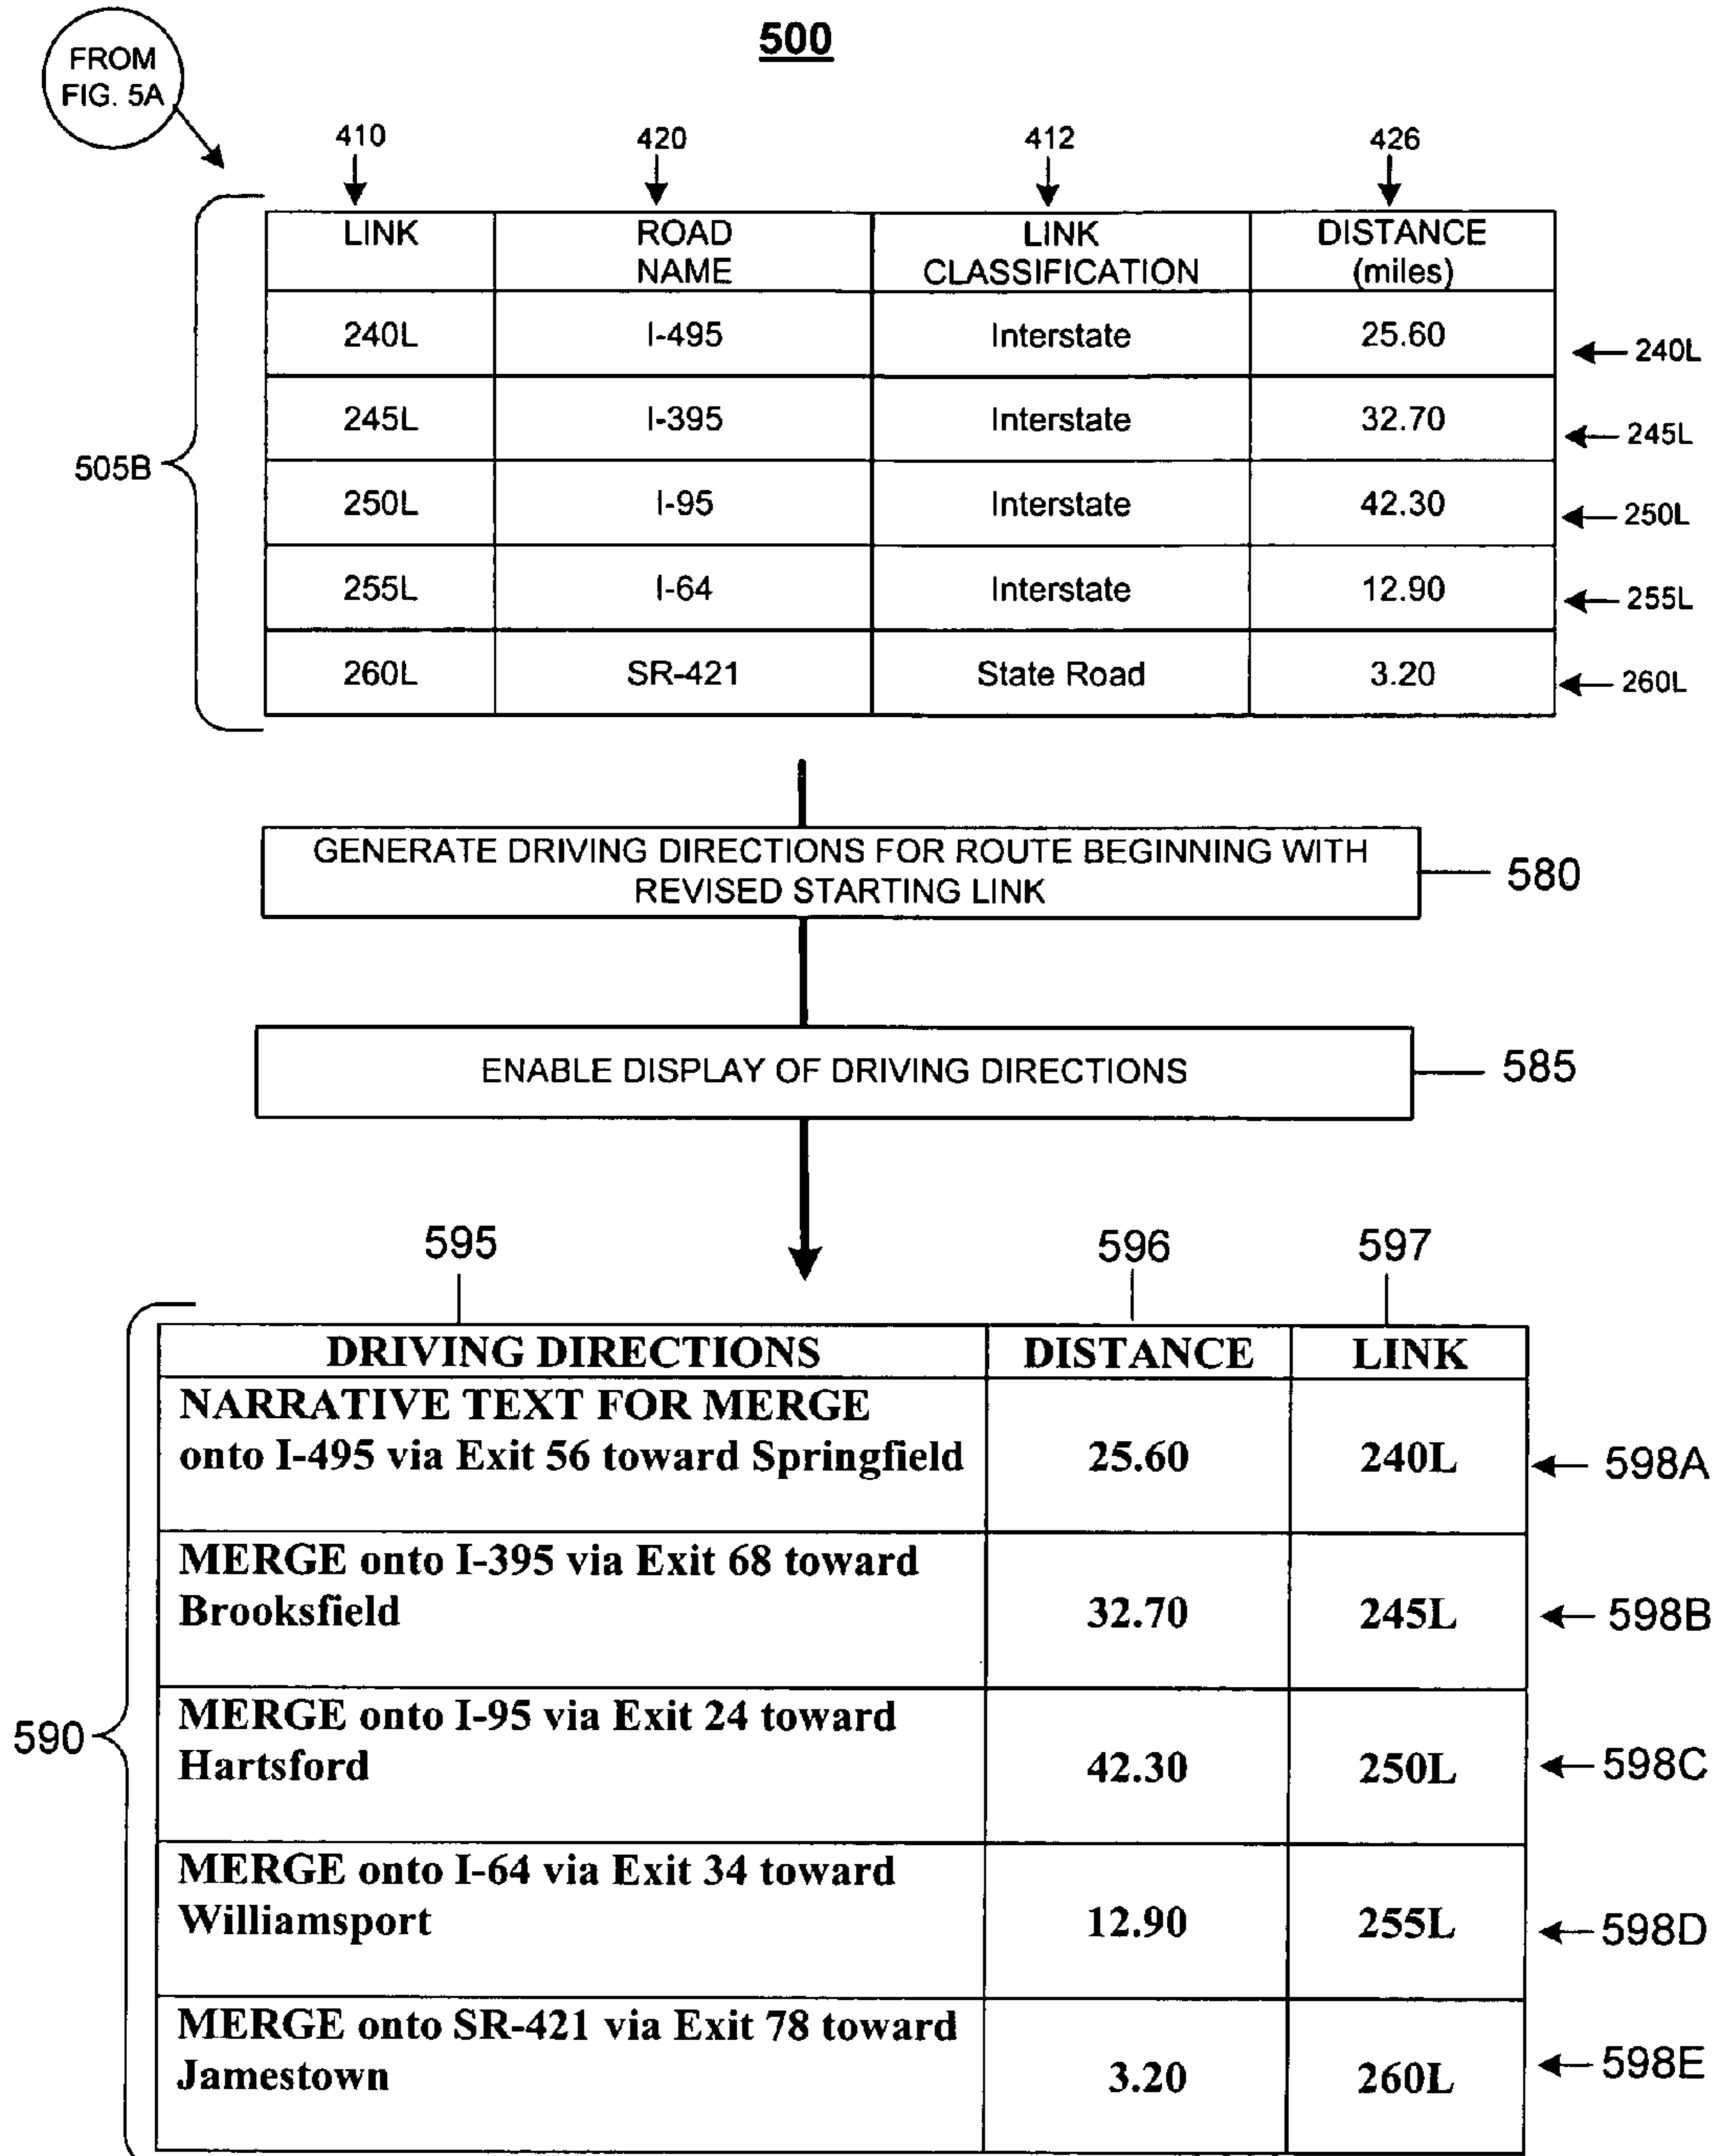 500
FROM
FIG. 5A
410 420 412 426
LINK ROAD NAME LINK CLASSIFICATION DISTANCE (miles)
240L I-495 Interstate 25.60 240L
245L I-395 Interstate 32.70 245L
505B
250L I-95 Interstate 42.30 250L
255L I-64 Interstate 12.90 255L
260L SR-421 State Road 3.20 260L
GENERATE DRIVING DIRECTIONS FOR ROUTE BEGINNING WITH
REVISED STARTING LINK
580
ENABLE DISPLAY OF DRIVING DIRECTIONS
585
595 596 597
DRIVING DIRECTIONS DISTANCE LINK
NARRATIVE TEXT FOR MERGE
onto I-495 via Exit 56 toward Springfield 25.60 240L 598A
MERGE onto I-395 via Exit 68 toward
Brooksfield 32.70 245L 598B
590
MERGE onto I-95 via Exit 24 toward
Hartsford 42.30 250L 598C
MERGE onto I-64 via Exit 34 toward
Williamsport 12.90 255L 598D
MERGE onto SR-421 via Exit 78 toward
Jamestown 3.20 260L 598E